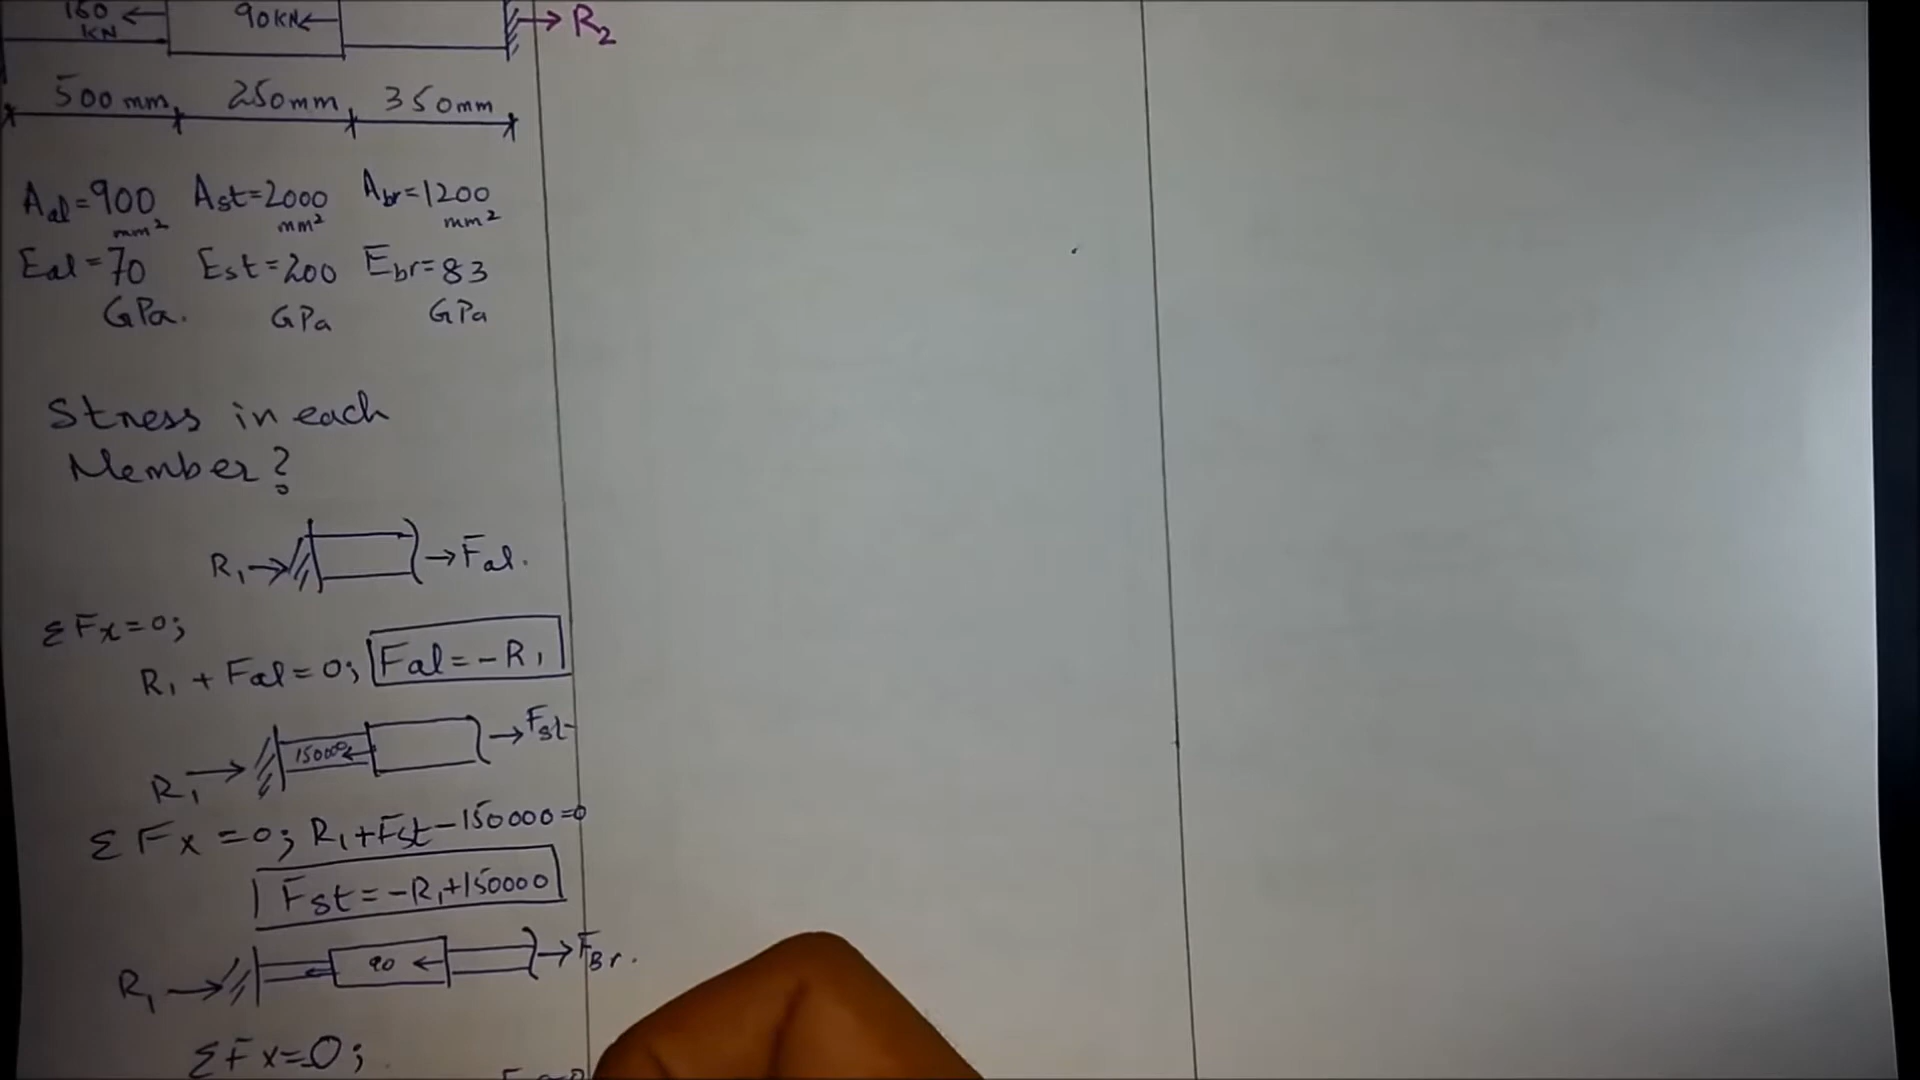 160 ← 90KN← → R2
KN
500 mm 250mm 350mm
Aal=900 Ast=2000 Abr=1200
mm² mm² mm²
Eal=70 Est=200 Ebr=83
GPa. GPa GPa
Stress in each
Member?
R1→ →Fal.
ΣFx=0;
R1 + Fal=0; Fal=-R1
150000← →Fst
R1→
ΣFx=0; R1+Fst-150000=0
Fst=-R1+150000
R1→ ← 90 ← →FBr.
ΣFx=0;